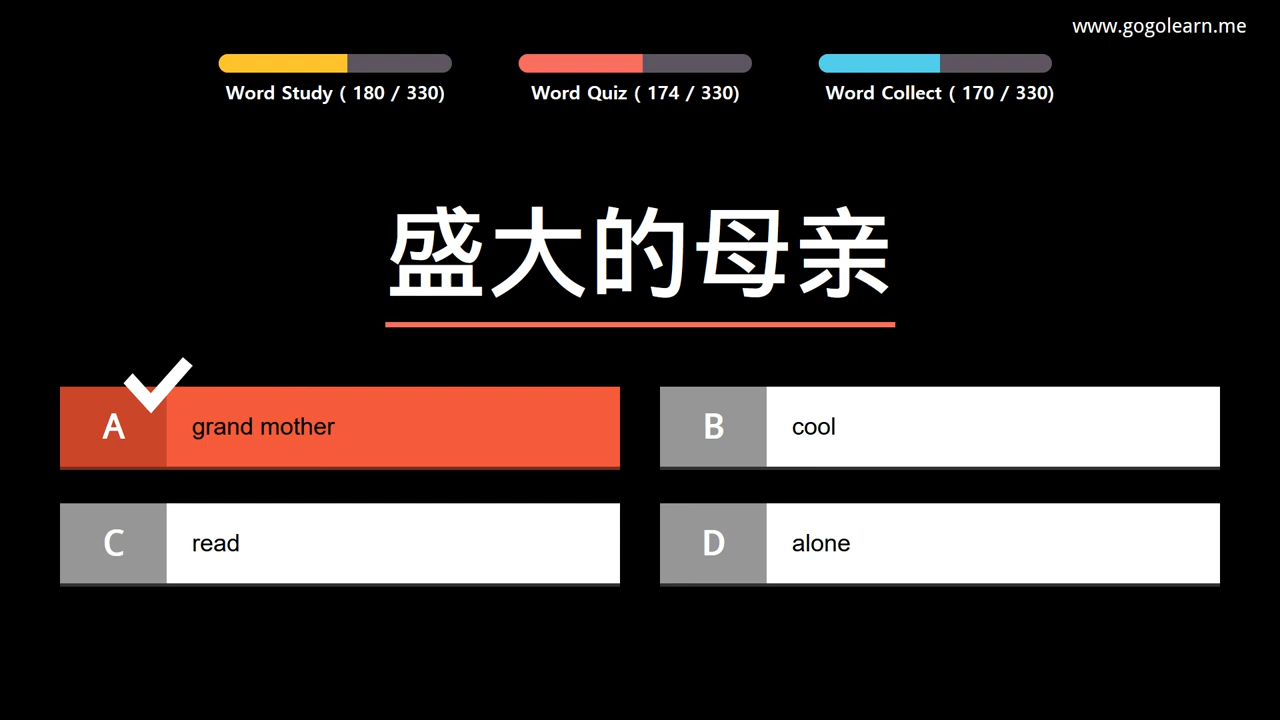 www.gogolearn.me
Word Study ( 180 / 330)
Word Quiz ( 174 / 330)
Word Collect ( 170 / 330)
盛大的母亲
A grand mother
B cool
C read
D alone